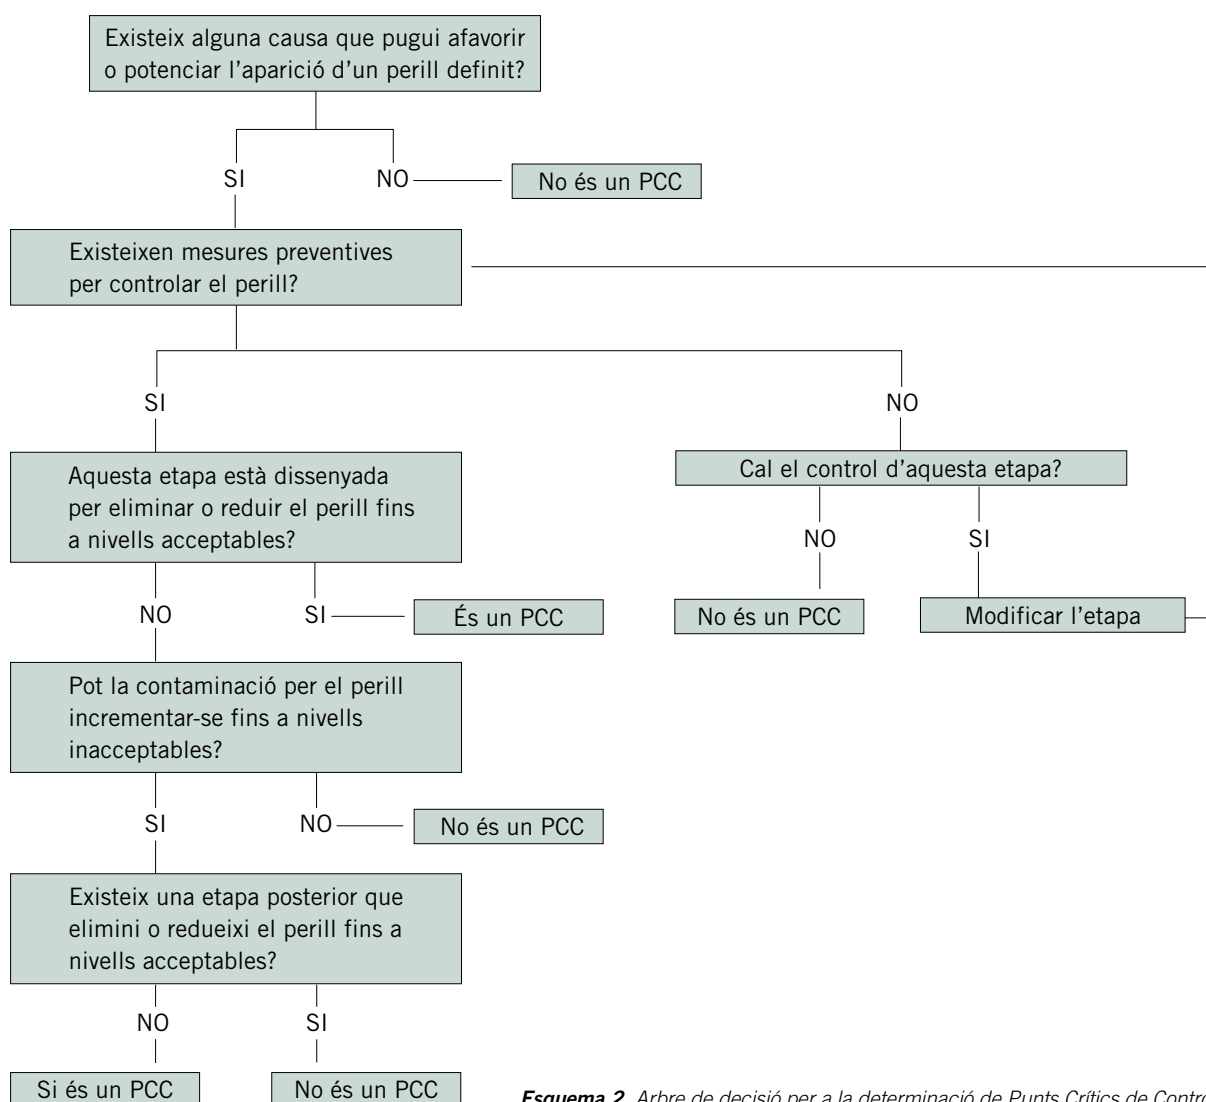 Existeix alguna causa que pugui afavorir
o potenciar l'aparició d'un perill definit?
SI
NO
No és un PCC
Existeixen mesures preventives
per controlar el perill?
SI
NO
Aquesta etapa està dissenyada
per eliminar o reduir el perill fins
a nivells acceptables?
Cal el control d'aquesta etapa?
NO
SI
NO
SI
És un PCC
No és un PCC
Modificar l'etapa
Pot la contaminació per el perill
incrementar-se fins a nivells
inacceptables?
SI
NO
No és un PCC
Existeix una etapa posterior que
elimini o redueixi el perill fins a
nivells acceptables?
NO
SI
Si és un PCC
No és un PCC
Esquema 2. Arbre de decisió per a la determinació de Punts Crítics de